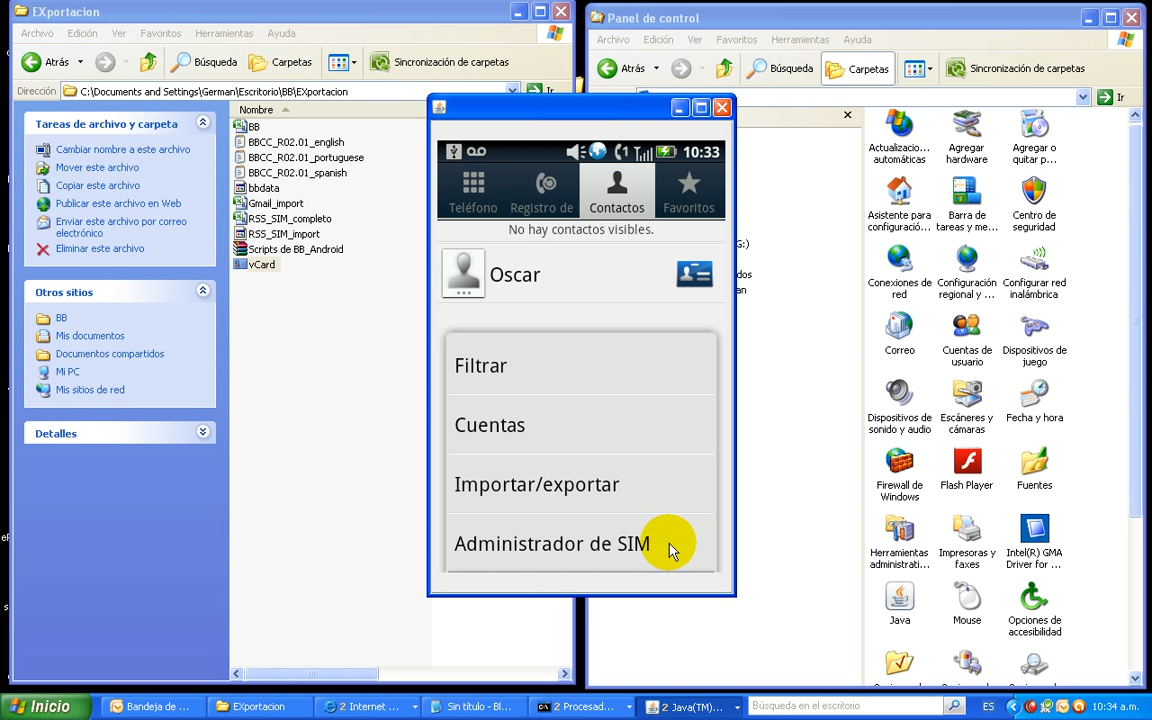 EXportacion
Archivo Edición Ver Favoritos Herramientas Ayuda
Atrás Búsqueda Carpetas Sincronización de carpetas
Dirección C:\Documents and Settings\German\Escritorio\BB\EXportacion Ir
Tareas de archivo y carpeta
Cambiar nombre a este archivo
Mover este archivo
Copiar este archivo
Publicar este archivo en Web
Enviar este archivo por correo
electrónico
Eliminar este archivo
Otros sitios
BB
Mis documentos
Documentos compartidos
Mi PC
Mis sitios de red
Detalles
Nombre
BB
BBCC_R02.01_english
BBCC_R02.01_portuguese
BBCC_R02.01_spanish
bbdata
Gmail_import
RSS_SIM_completo
RSS_SIM_import
Scripts de BB_Android
vCard
10:33
Teléfono Registro de Contactos Favoritos
No hay contactos visibles.
Oscar
Filtrar
Cuentas
Importar/exportar
Administrador de SIM
Panel de control
Archivo Edición Ver Favoritos Herramientas Ayuda
Atrás Búsqueda Carpetas Sincronización de carpetas
Ir
G:)
dos
an
Actualizacio...
automáticas
Agregar
hardware
Agregar o
quitar p...
Asistente para
configuració...
Barra de
tareas y me...
Centro de
seguridad
Conexiones de
red
Configuración
regional y ...
Configurar red
inalámbrica
Correo
Cuentas de
usuario
Dispositivos de
juego
Dispositivos de
sonido y audio
Escáneres y
cámaras
Fecha y hora
Firewall de
Windows
Flash Player
Fuentes
Herramientas
administrati...
Impresoras y
faxes
Intel(R) GMA
Driver for ...
Java
Mouse
Opciones de
accesibilidad
Inicio
Bandeja de ...
EXportacion
2 Internet ...
Sin título - Bl...
2 Procesad...
2 Java(TM)...
Búsqueda en el escritorio
ES
10:34 a.m.